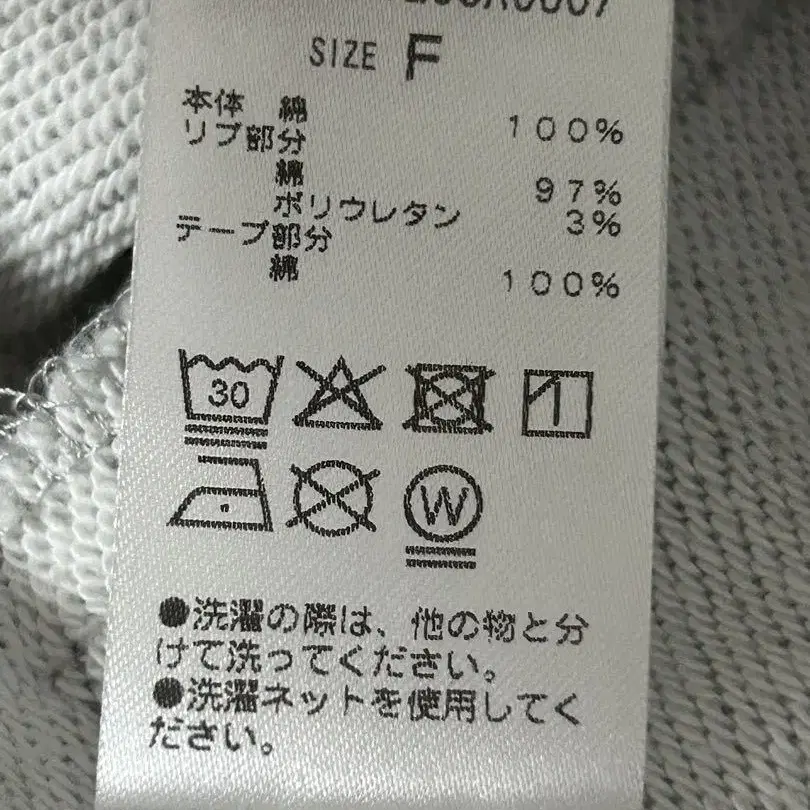 SIZE F
本体 綿 100%
リブ部分
綿 97%
ポリウレタン 3%
テープ部分
綿 100%
30
W
●洗濯の際は、他の物と分
けて洗ってください。
●洗濯ネットを使用してく
ださい。